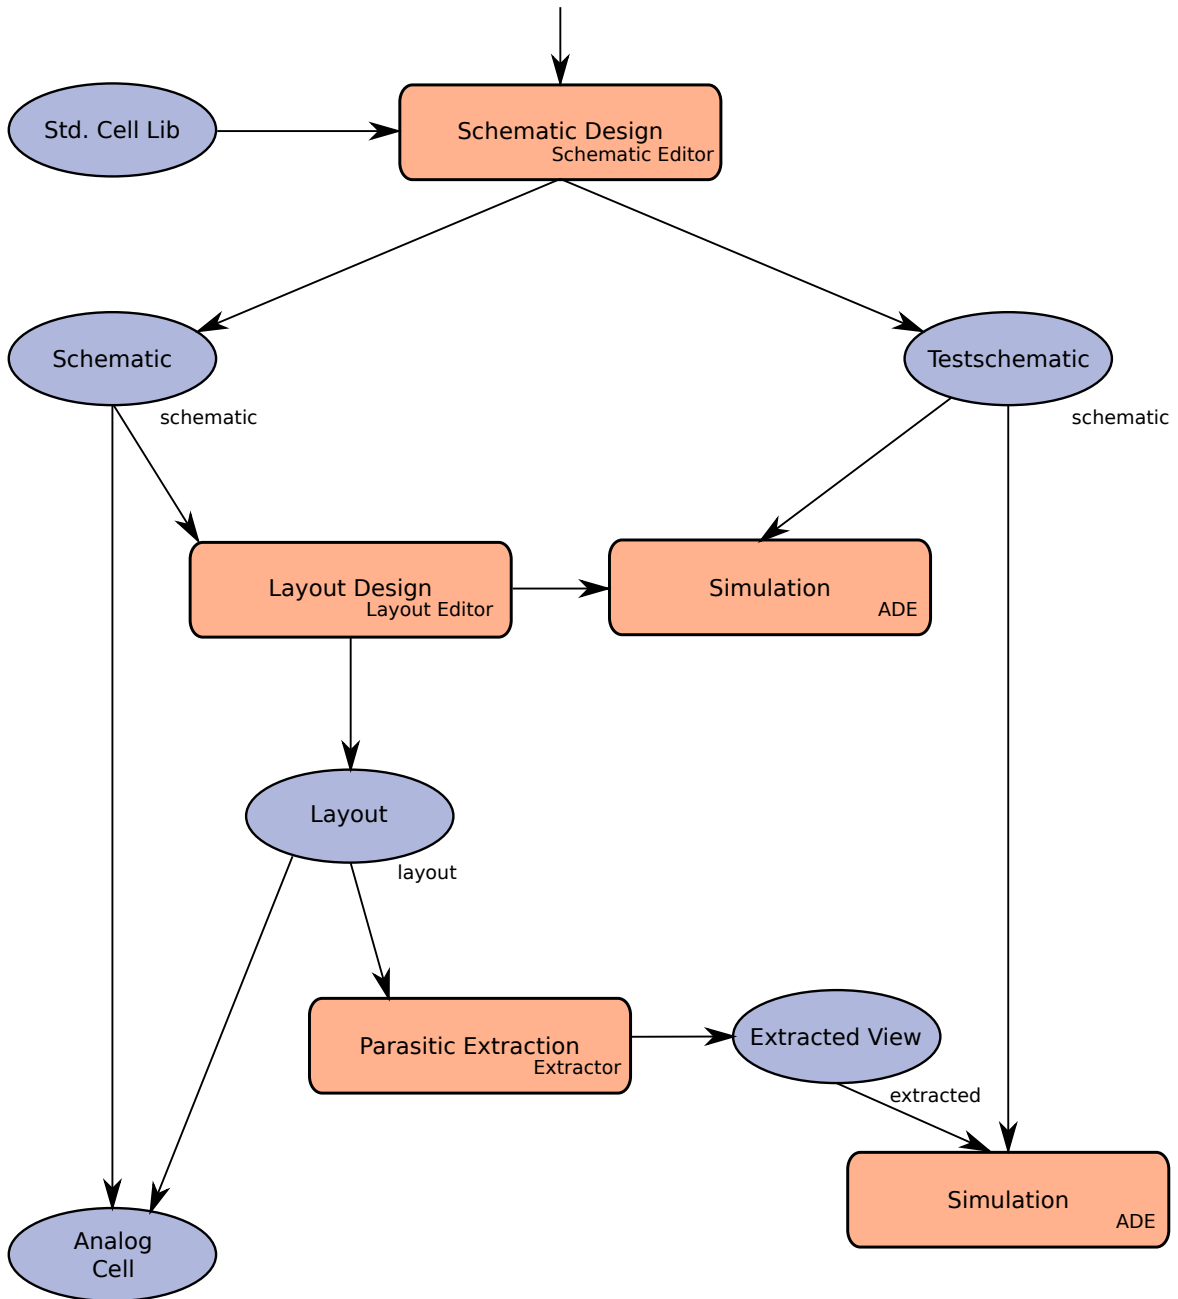 Std. Cell Lib
Schematic Design
Schematic Editor
Schematic
schematic
Testschematic
schematic
Layout Design
Layout Editor
Simulation
ADE
Layout
layout
Parasitic Extraction
Extractor
Extracted View
extracted
Simulation
ADE
Analog
Cell